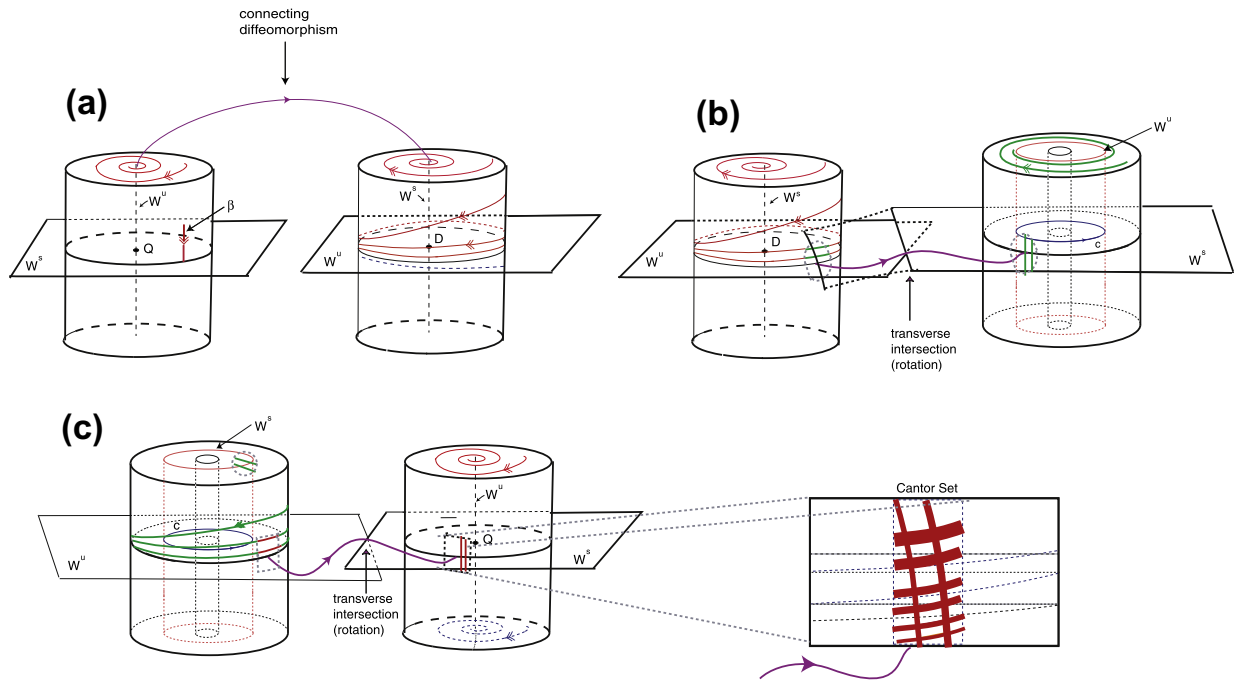 connecting
diffeomorphism
(a)
W^u
β
Q
W^s
W^s
D
W^u
(b)
W^s
D
W^u
transverse
intersection
(rotation)
W^u
c
W^s
(c)
W^s
c
W^u
transverse
intersection
(rotation)
W^u
Q
W^s
Cantor Set